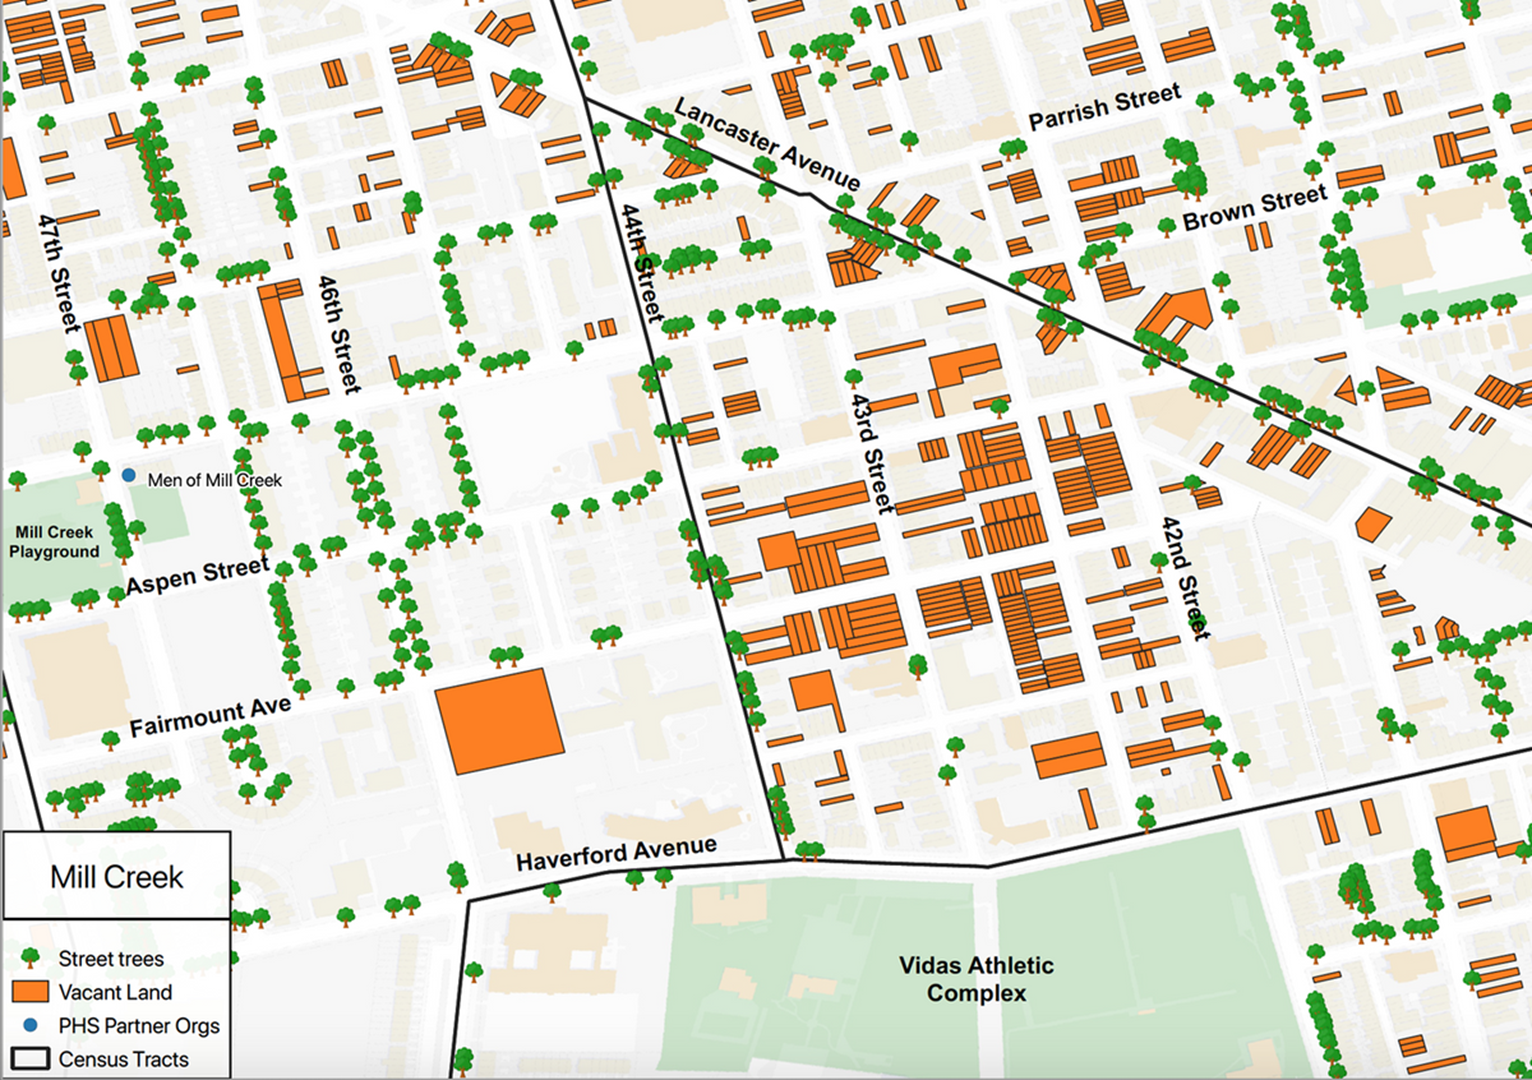 Lancaster Avenue
Parrish Street
Brown Street
47th Street
44th Street
46th Street
43rd Street
Men of Mill Creek
Mill Creek
Playground
Aspen Street
42nd Street
Fairmount Ave
Haverford Avenue
Mill Creek
Vidas Athletic
Complex
Street trees
Vacant Land
PHS Partner Orgs
Census Tracts